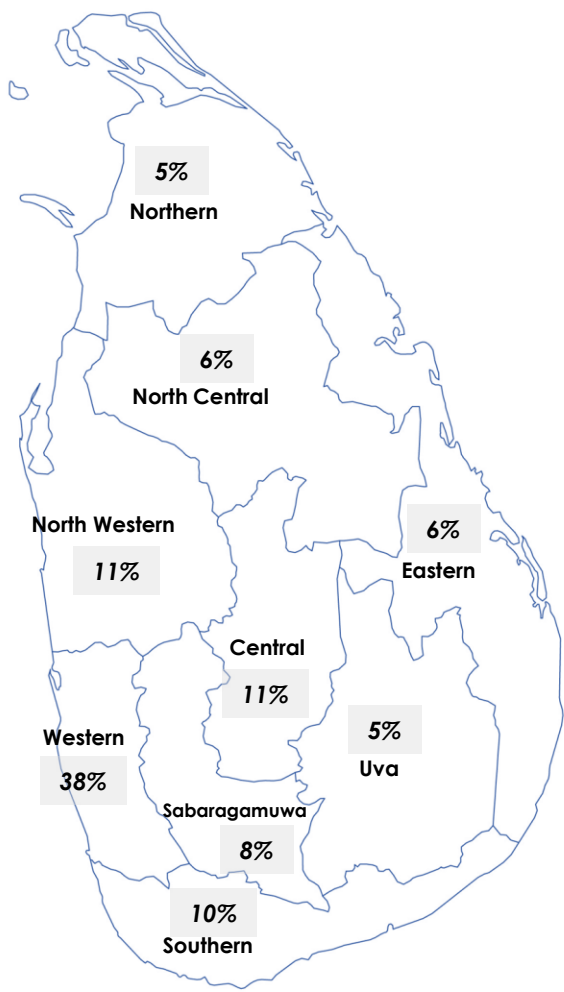 5%
Northern
6%
North Central
North Western
11%
6%
Eastern
Central
11%
5%
Uva
Western
38%
Sabaragamuwa
8%
10%
Southern